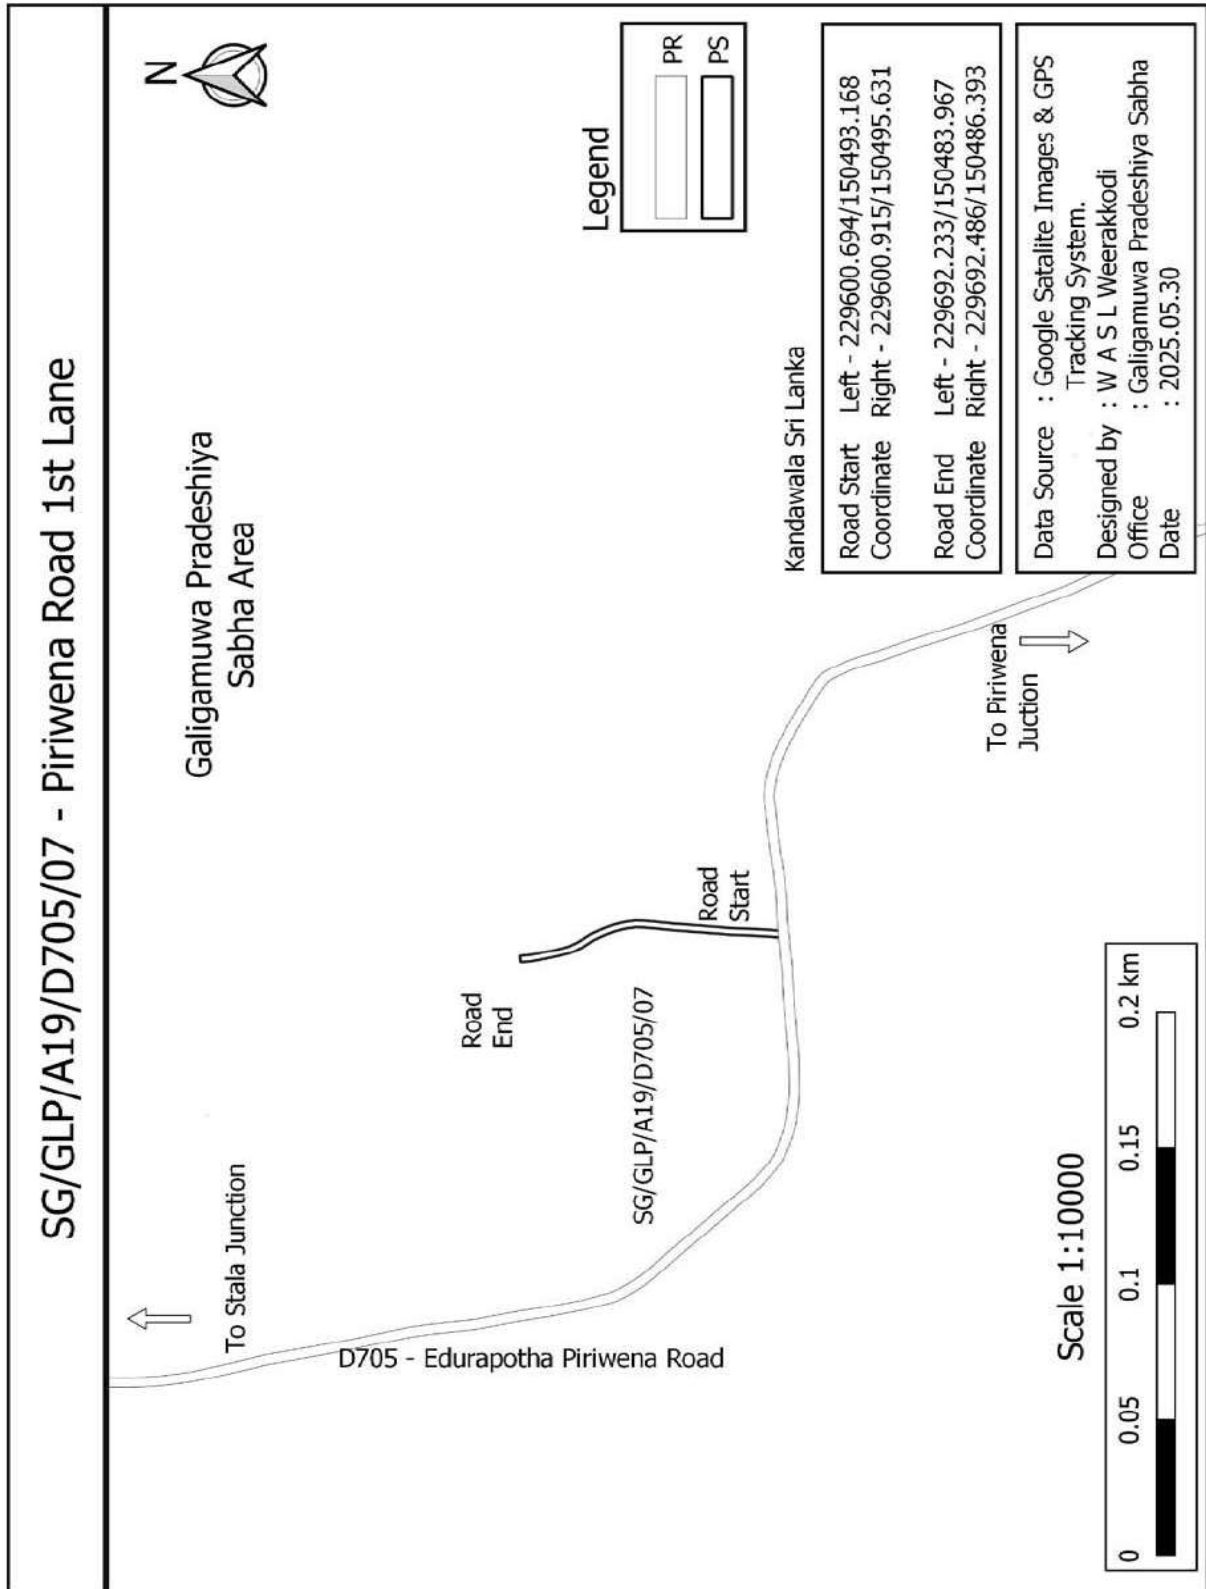 SG/GLP/A19/D705/07 - Piriwena Road 1st Lane
N
Galigamuwa Pradeshiya
Sabha Area
To Stala Junction
D705 - Edurapotha Piriwena Road
Road
End
SG/GLP/A19/D705/07
Road
Start
To Piriwena
Juction
Legend
PR
PS
Kandawala Sri Lanka
Road Start Left - 229600.694/150493.168
Coordinate Right - 229600.915/150495.631
Road End Left - 229692.233/150483.967
Coordinate Right - 229692.486/150486.393
Data Source : Google Satalite Images & GPS
Tracking System.
Designed by : W A S L Weerakkodi
Office : Galigamuwa Pradeshiya Sabha
Date : 2025.05.30
Scale 1:10000
0 0.05 0.1 0.15 0.2 km